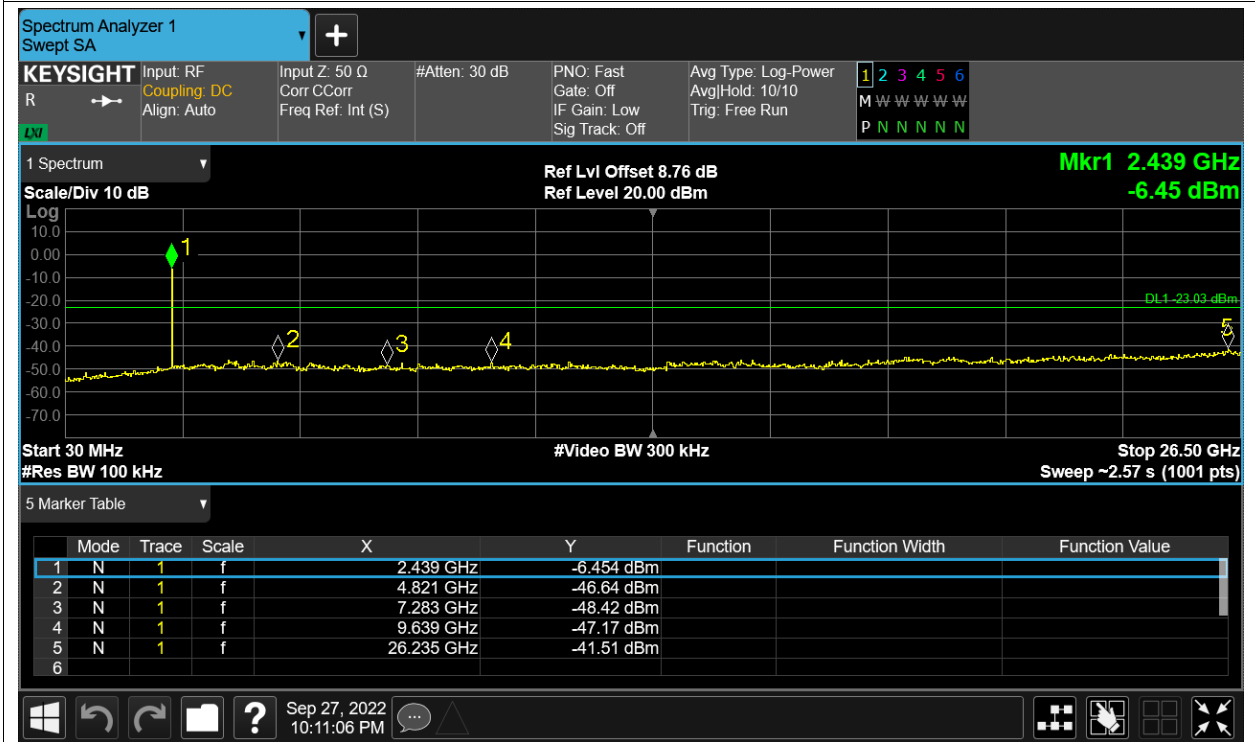 Spectrum Analyzer 1
Swept SA
+
KEYSIGHT Input: RF Input Z: 50 Ω #Atten: 30 dB PNO: Fast Avg Type: Log-Power 1 2 3 4 5 6
R Coupling: DC Corr CCorr Gate: Off Avg|Hold: 10/10 M W W W W W
Align: Auto Freq Ref: Int (S) IF Gain: Low Trig: Free Run
LXI Sig Track: Off P N N N N N
1 Spectrum Ref Lvl Offset 8.76 dB Mkr1 2.439 GHz
Scale/Div 10 dB Ref Level 20.00 dBm -6.45 dBm
Log
10.0
0.00 1
-10.0
-20.0 DL1 -23.03 dBm
-30.0 5
-40.0 2 3 4
-50.0
-60.0
-70.0
Start 30 MHz #Video BW 300 kHz Stop 26.50 GHz
#Res BW 100 kHz Sweep ~2.57 s (1001 pts)
5 Marker Table
Mode Trace Scale X Y Function Function Width Function Value
1 N 1 f 2.439 GHz -6.454 dBm
2 N 1 f 4.821 GHz -46.64 dBm
3 N 1 f 7.283 GHz -48.42 dBm
4 N 1 f 9.639 GHz -47.17 dBm
5 N 1 f 26.235 GHz -41.51 dBm
6
? Sep 27, 2022
10:11:06 PM